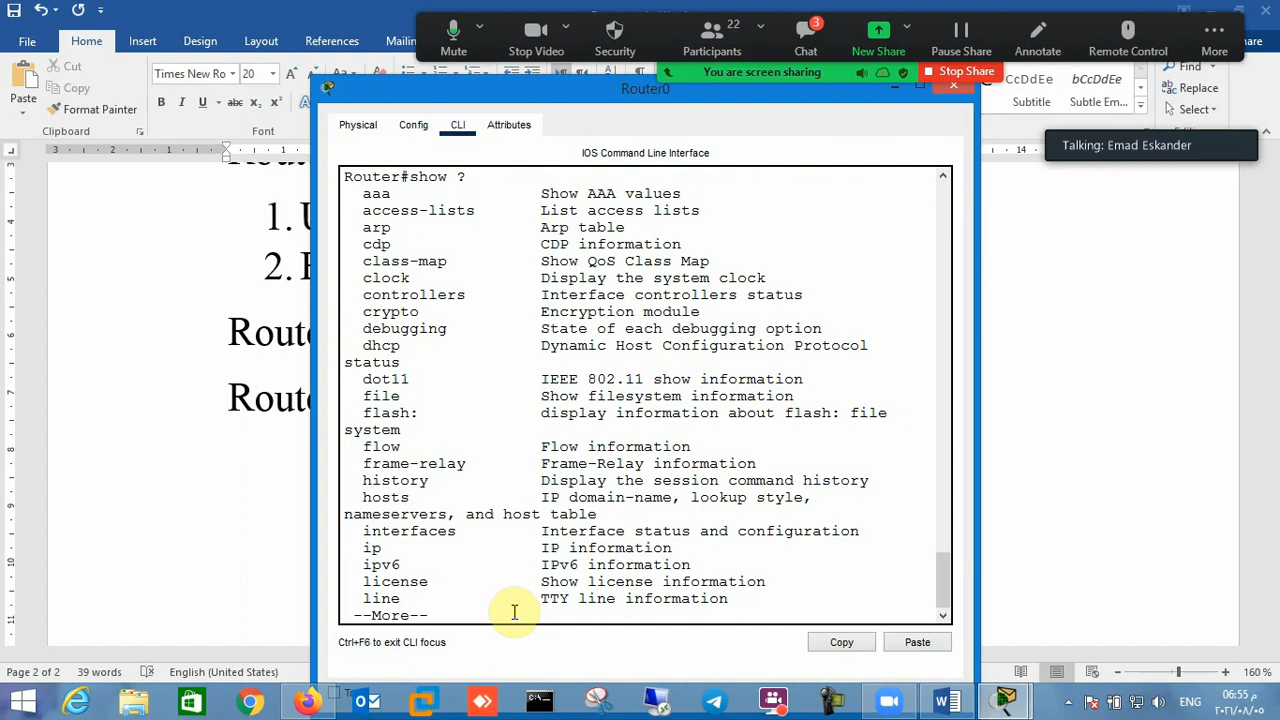 Mute
Stop Video
Security
Participants
22
Chat
3
New Share
Pause Share
Annotate
Remote Control
More
You are screen sharing
Stop Share
Talking: Emad Eskander
File
Home
Insert
Design
Layout
References
Cut
Copy
Paste
Format Painter
Clipboard
Times New Ro
20
B I U abc
Font
CcDdEe
Subtitle
ccDdEe
Subtle Em...
Find
Replace
Select
3 2 1 1
14
1.
2.
Route
Route
Router0
Physical
Config
CLI
Attributes
IOS Command Line Interface
Router#show ?
aaa Show AAA values
access-lists List access lists
arp Arp table
cdp CDP information
class-map Show QoS Class Map
clock Display the system clock
controllers Interface controllers status
crypto Encryption module
debugging State of each debugging option
dhcp Dynamic Host Configuration Protocol
status
dot11 IEEE 802.11 show information
file Show filesystem information
flash: display information about flash: file
system
flow Flow information
frame-relay Frame-Relay information
history Display the session command history
hosts IP domain-name, lookup style,
nameservers, and host table
interfaces Interface status and configuration
ip IP information
ipv6 IPv6 information
license Show license information
line TTY line information
--More--
Ctrl+F6 to exit CLI focus
Copy
Paste
Page 2 of 2
39 words
English (United States)
160 %
06:55 م